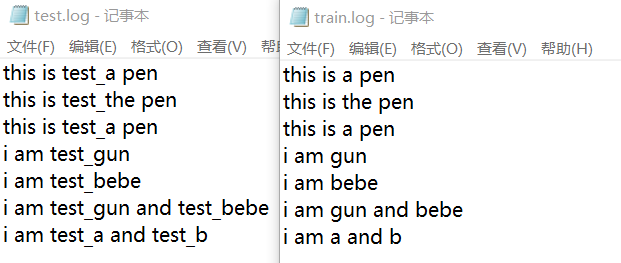 test.log - 记事本
文件(F) 编辑(E) 格式(O) 查看(V) 帮
this is test_a pen
this is test_the pen
this is test_a pen
i am test_gun
i am test_bebe
i am test_gun and test_bebe
i am test_a and test_b
train.log - 记事本
文件(F) 编辑(E) 格式(O) 查看(V) 帮助(H)
this is a pen
this is the pen
this is a pen
i am gun
i am bebe
i am gun and bebe
i am a and b